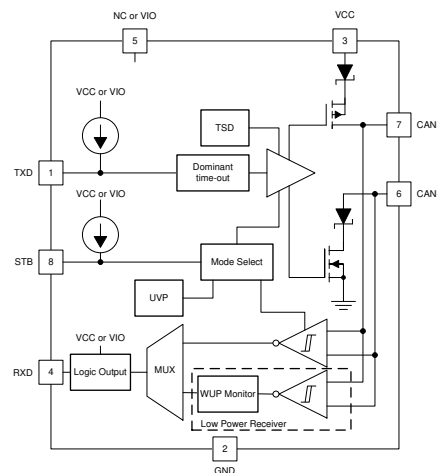 NC or VIO
VCC
5
3
VCC or VIO
TSD
7
CAN
TXD
1
Dominant
time-out
6
CAN
VCC or VIO
STB
8
Mode Select
UVP
VCC or VIO
RXD
4
Logic Output
MUX
WUP Monitor
Low Power Receiver
2
GND